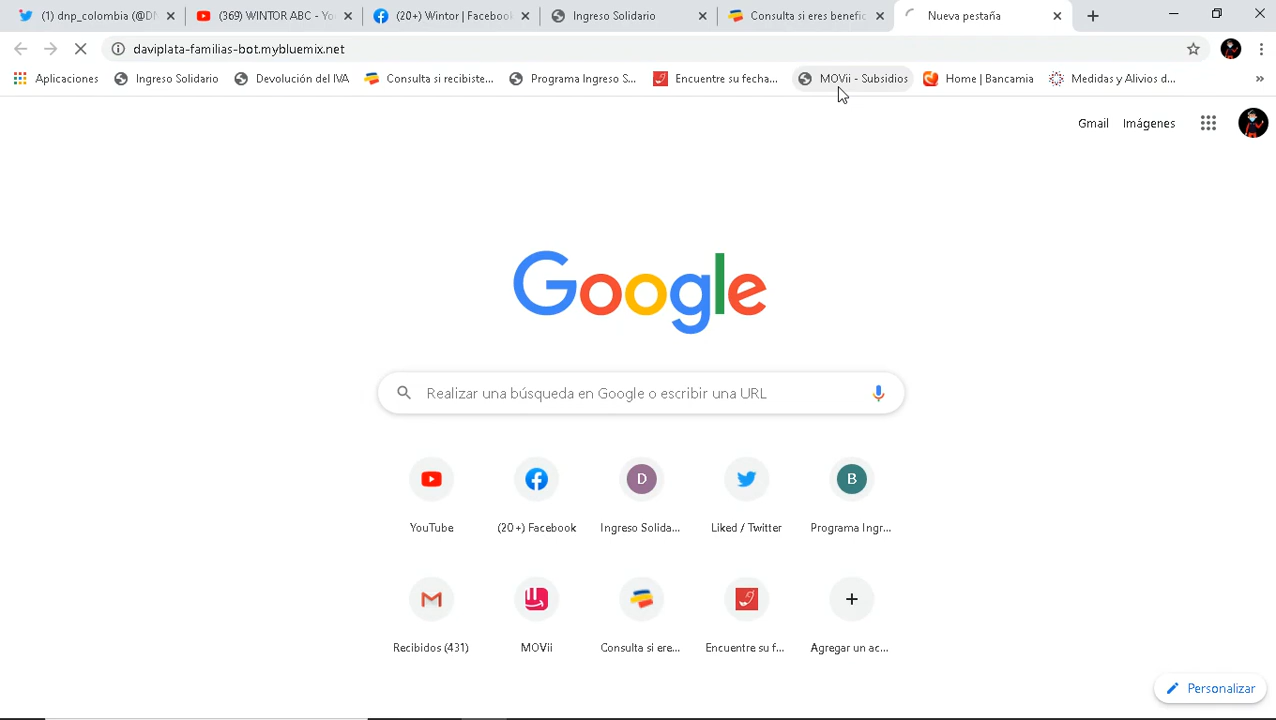 dnp_colombia (@DN
(369) WINTOR ABC - Yo
(20+) Wintor | Facebook
Ingreso Solidario
Consulta si eres benefic
Nueva pestaña
daviplata-familias-bot.mybluemix.net
Aplicaciones
Ingreso Solidario
Devolución del IVA
Consulta si recibiste...
Programa Ingreso S...
Encuentre su fecha...
MOVii - Subsidios
Home | Bancamia
Medidas y Alivios d...
»
Gmail
Imágenes
Google
Realizar una búsqueda en Google o escribir una URL
D
B
YouTube
(20+) Facebook
Ingreso Solida...
Liked / Twitter
Programa Ingr...
Recibidos (431)
MOVii
Consulta si ere...
Encuentre su f...
Agregar un ac...
Personalizar